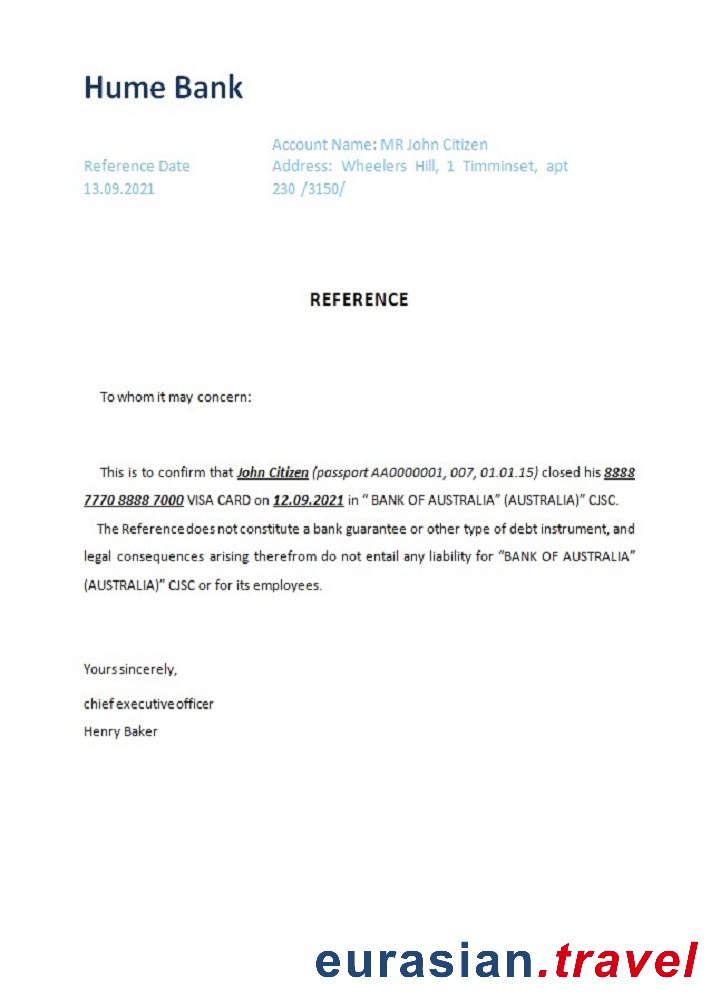 Hume Bank
Account Name: MR John Citizen
Reference Date
Address: Wheelers Hill, 1 Timminset, apt
13.09.2021
230 /3150/
REFERENCE
To whom it may concern:
This is to confirm that John Citizen (passport AA0000001, 007, 01.01.15) closed his 8888
7770 8888 7000 VISA CARD on 12.09.2021 in “ BANK OF AUSTRALIA” (AUSTRALIA)” CJSC.
The Reference does not constitute a bank guarantee or other type of debt instrument, and
legal consequences arising therefrom do not entail any liability for “BANK OF AUSTRALIA”
(AUSTRALIA)” CJSC or for its employees.
Yours sincerely,
chief executive officer
Henry Baker
eurasian.travel